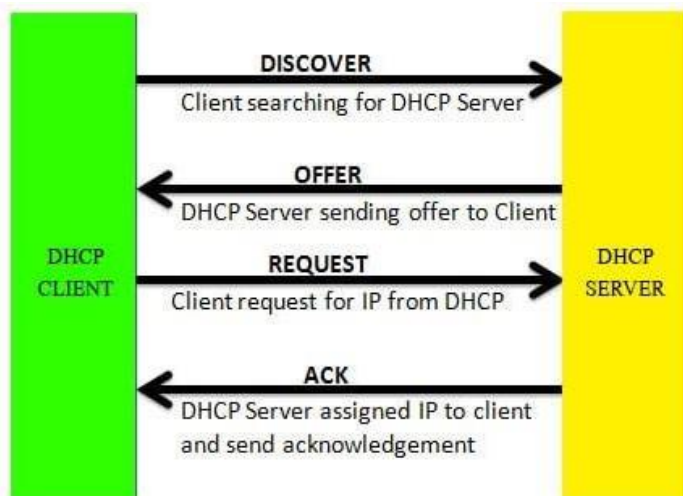 DISCOVER
Client searching for DHCP Server
OFFER
DHCP Server sending offer to Client
DHCP
CLIENT
REQUEST
Client request for IP from DHCP
DHCP
SERVER
ACK
DHCP Server assigned IP to client
and send acknowledgement